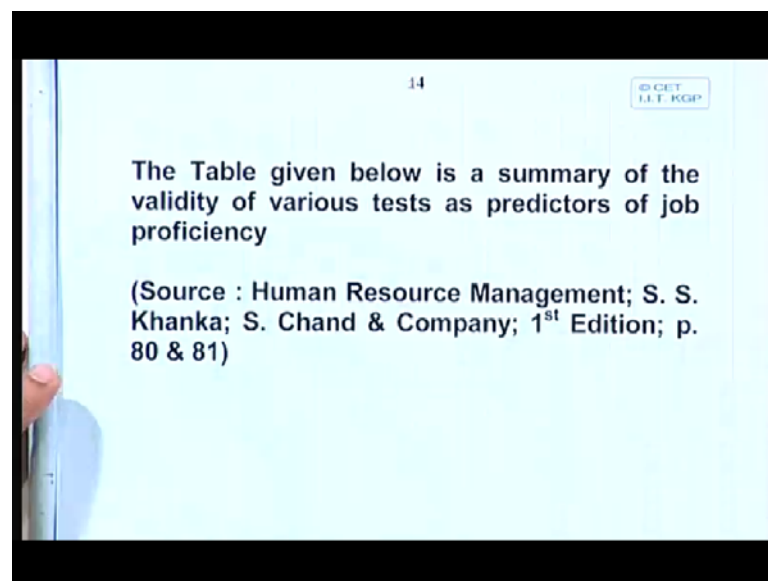 14
© CET
I.I.T. KGP
The Table given below is a summary of the
validity of various tests as predictors of job
proficiency
(Source : Human Resource Management; S. S.
Khanka; S. Chand & Company; 1st Edition; p.
80 & 81)